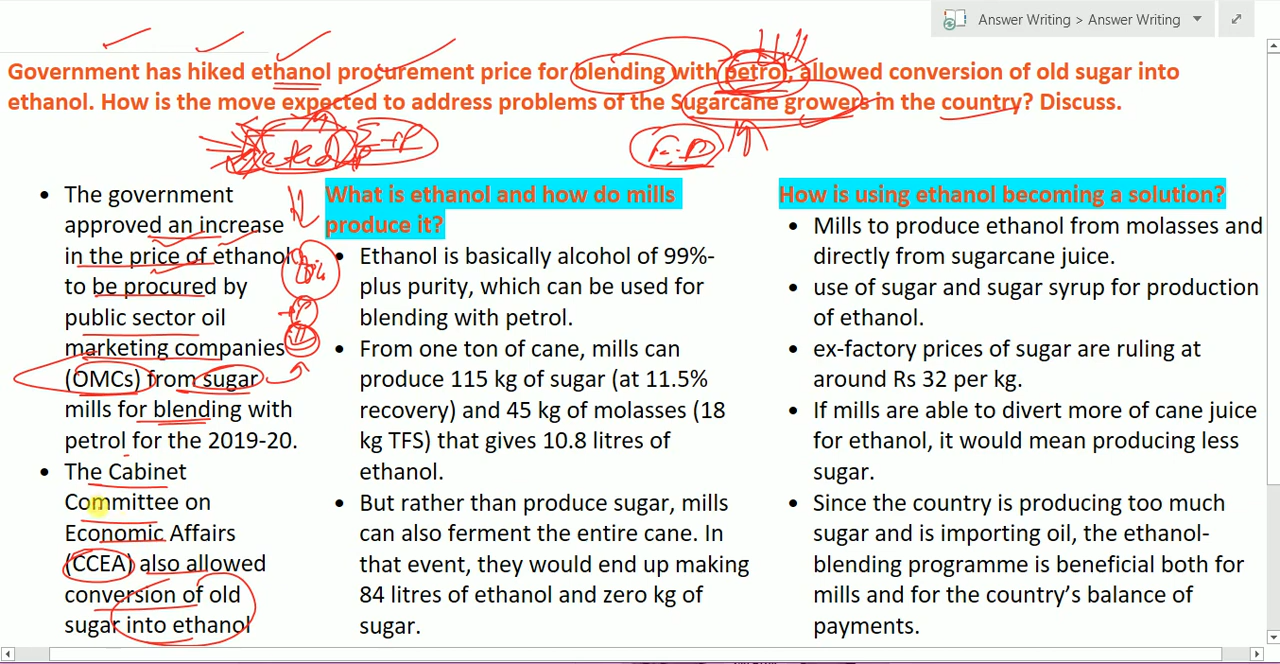 Answer Writing > Answer Writing
Government has hiked ethanol procurement price for blending with petrol, allowed conversion of old sugar into
ethanol. How is the move expected to address problems of the Sugarcane growers in the country? Discuss.
• The government
approved an increase
in the price of ethanol
to be procured by
public sector oil
marketing companies
(OMCs) from sugar
mills for blending with
petrol for the 2019-20.
• The Cabinet
Committee on
Economic Affairs
(CCEA) also allowed
conversion of old
sugar into ethanol
What is ethanol and how do mills
produce it?
• Ethanol is basically alcohol of 99%-
plus purity, which can be used for
blending with petrol.
• From one ton of cane, mills can
produce 115 kg of sugar (at 11.5%
recovery) and 45 kg of molasses (18
kg TFS) that gives 10.8 litres of
ethanol.
• But rather than produce sugar, mills
can also ferment the entire cane. In
that event, they would end up making
84 litres of ethanol and zero kg of
sugar.
How is using ethanol becoming a solution?
• Mills to produce ethanol from molasses and
directly from sugarcane juice.
• use of sugar and sugar syrup for production
of ethanol.
• ex-factory prices of sugar are ruling at
around Rs 32 per kg.
• If mills are able to divert more of cane juice
for ethanol, it would mean producing less
sugar.
• Since the country is producing too much
sugar and is importing oil, the ethanol-
blending programme is beneficial both for
mills and for the country's balance of
payments.